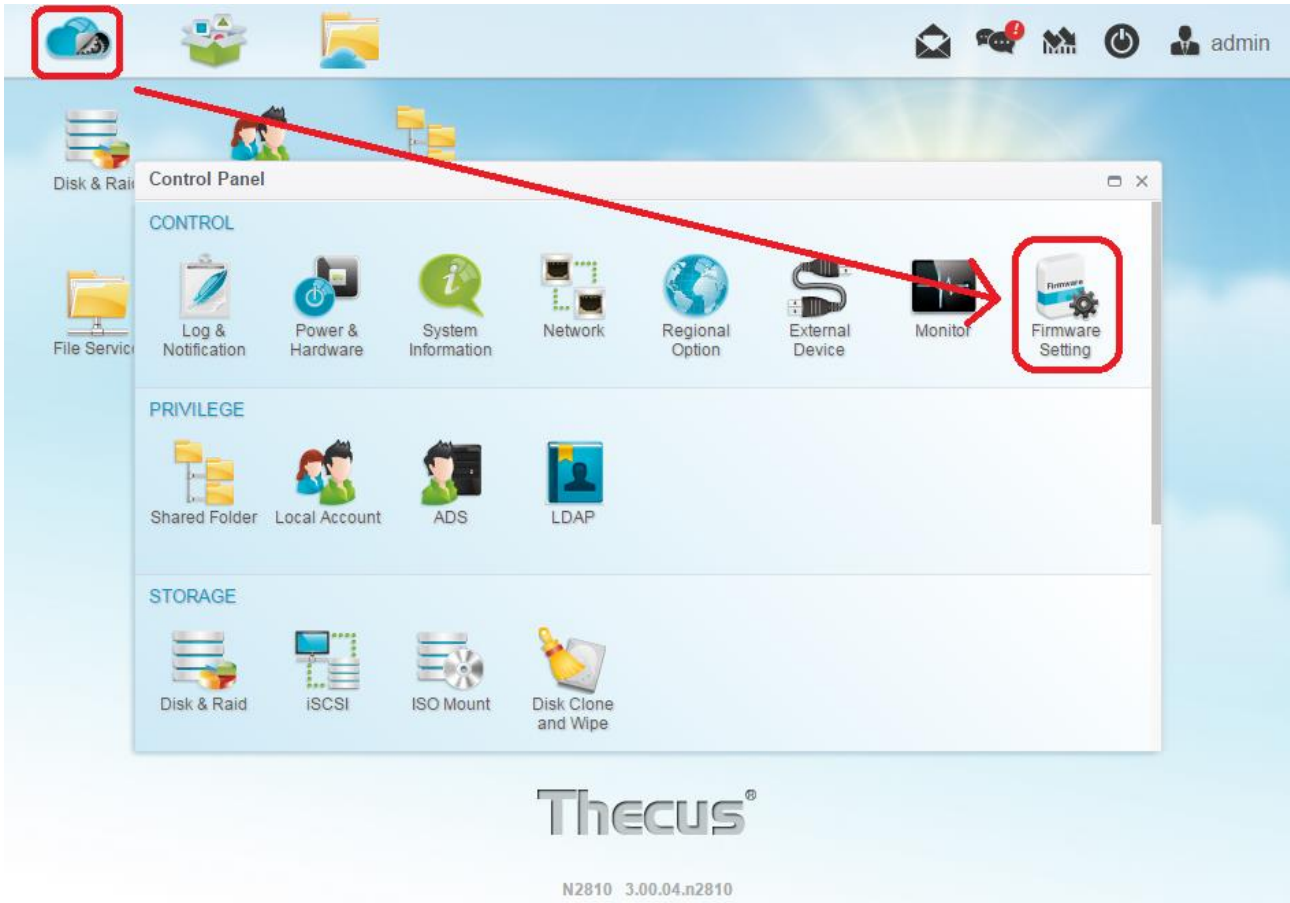 admin
Disk & Rai
Control Panel
CONTROL
Log &
Notification
Power &
Hardware
System
Information
Network
Regional
Option
External
Device
Monitor
Firmware
Firmware
Setting
File Servic
PRIVILEGE
Shared Folder
Local Account
ADS
LDAP
STORAGE
Disk & Raid
iSCSI
ISO Mount
Disk Clone
and Wipe
Thecus®
N2810 3.00.04.n2810